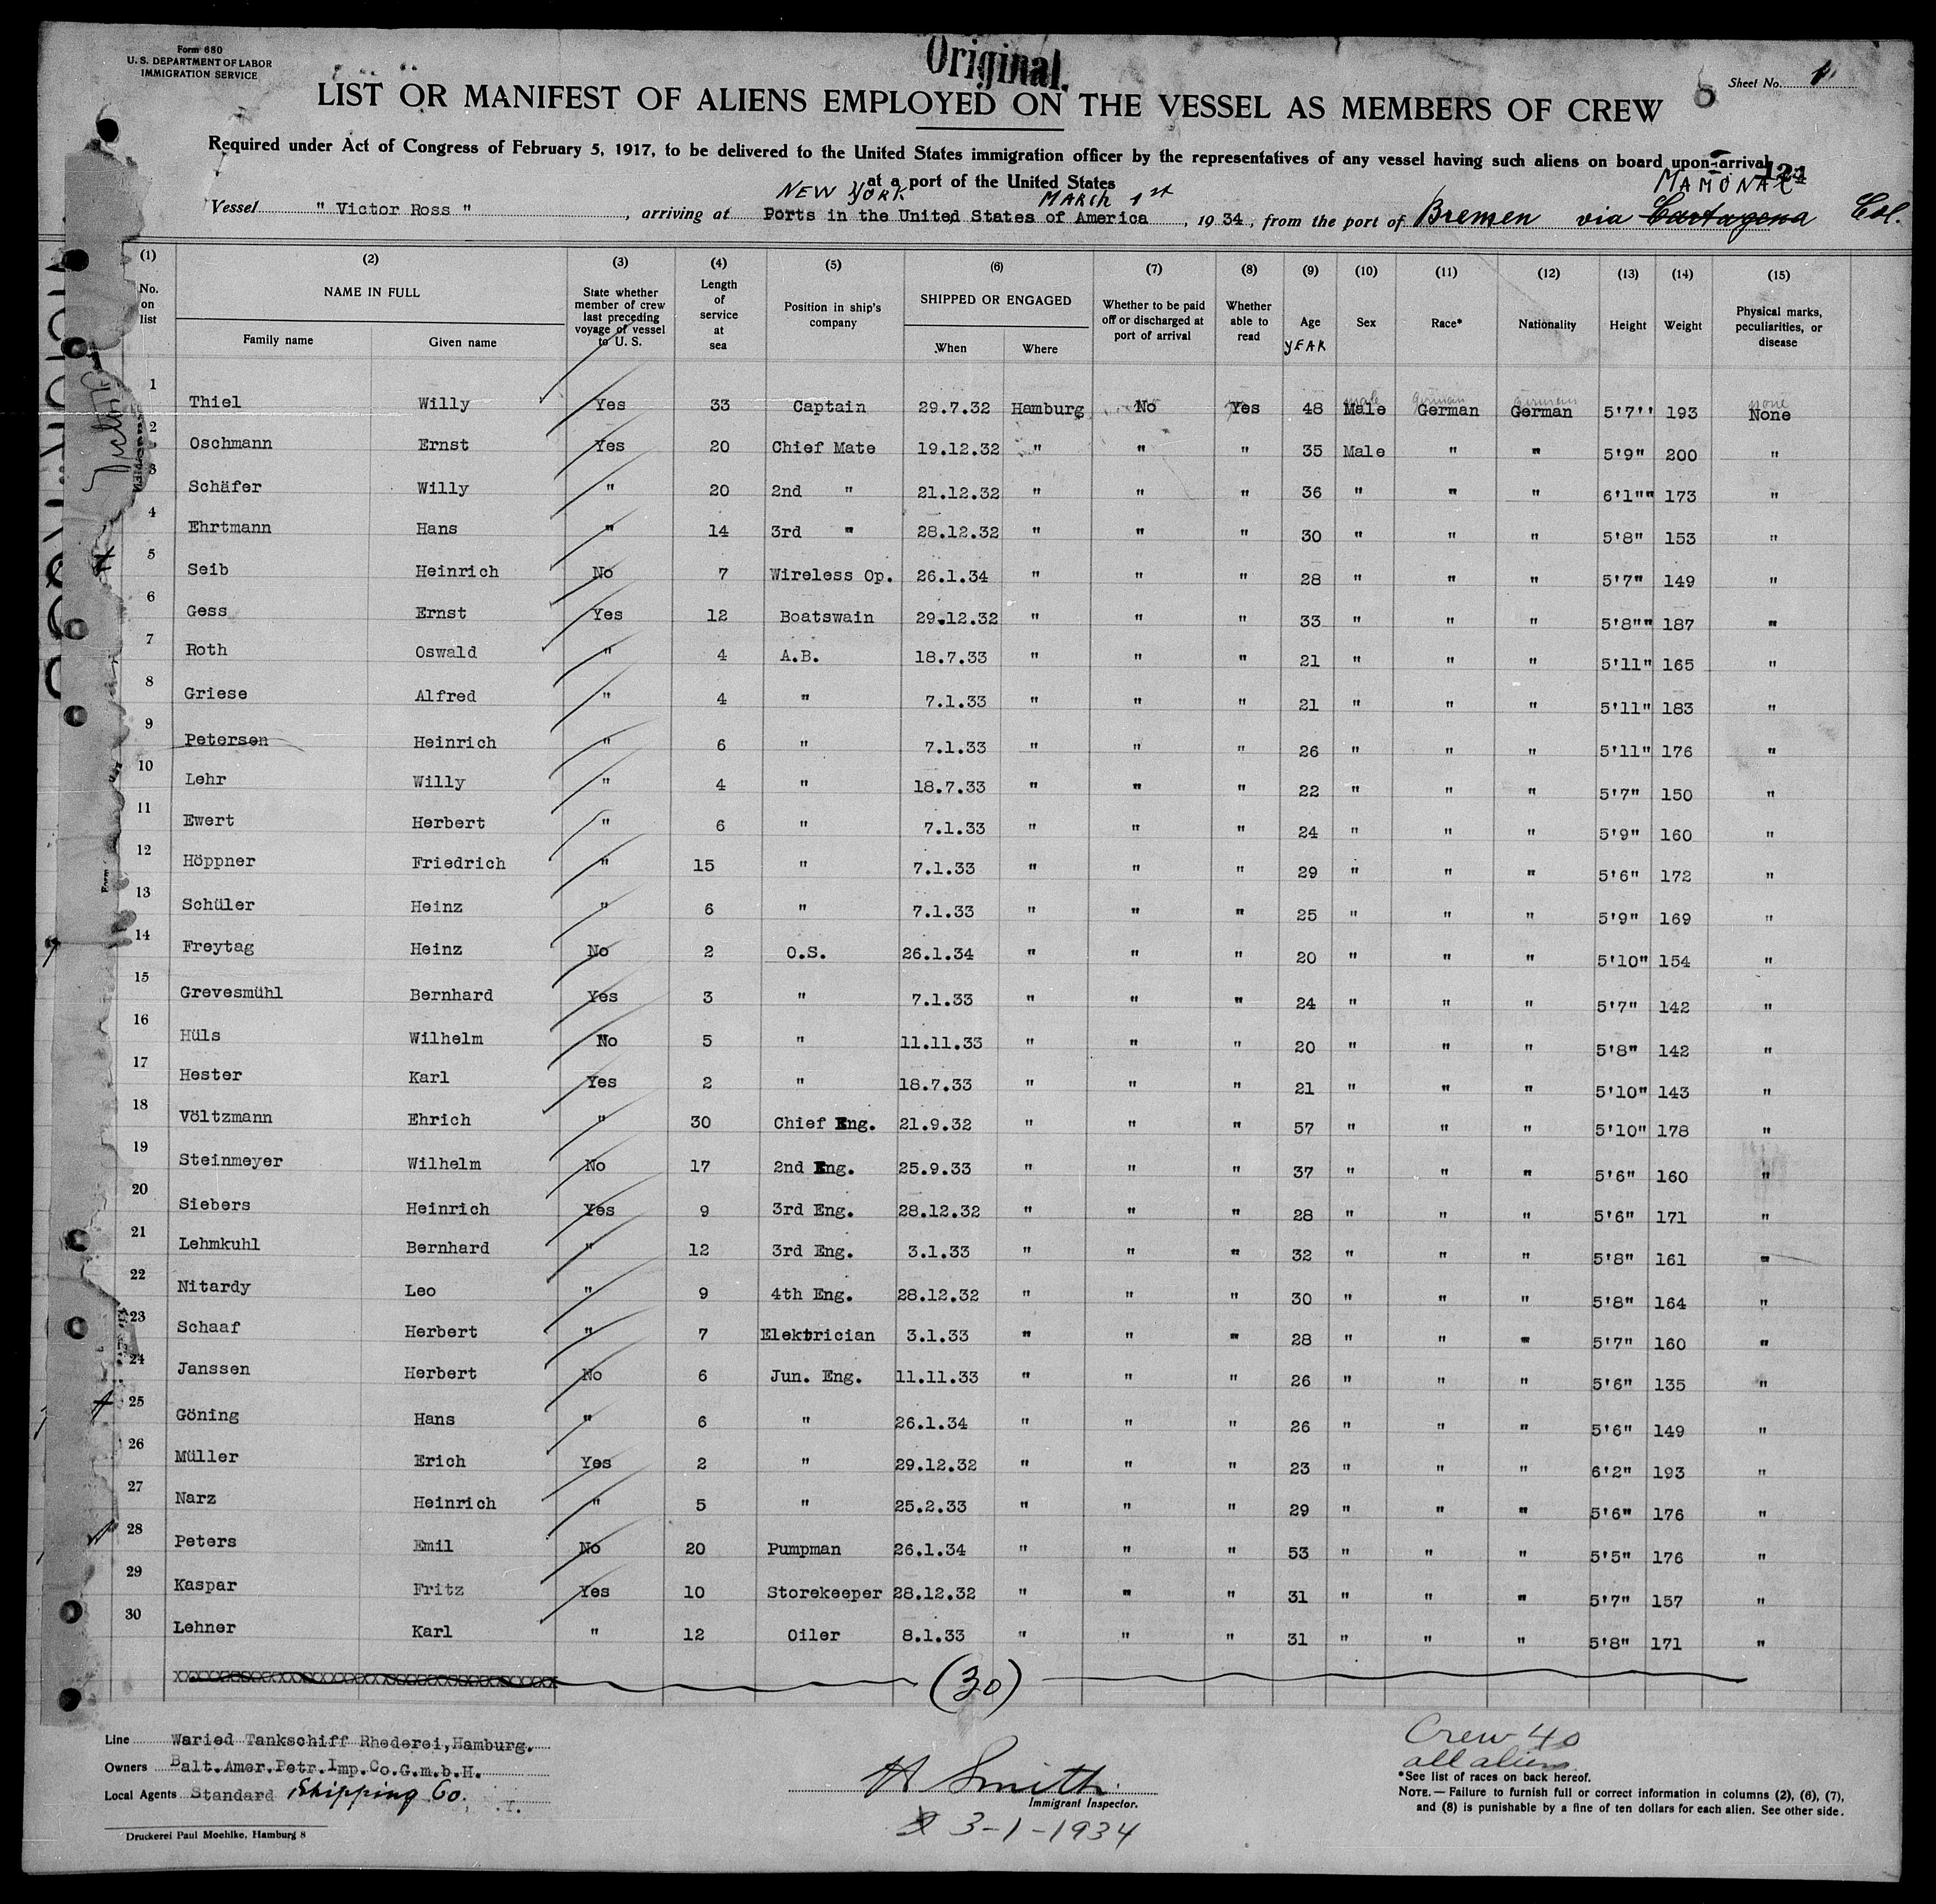 Form 680
U. S. DEPARTMENT OF LABOR
IMMIGRATION SERVICE
Original.
Sheet No. 1
LIST OR MANIFEST OF ALIENS EMPLOYED ON THE VESSEL AS MEMBERS OF CREW
Required under Act of Congress of February 5, 1917, to be delivered to the United States immigration officer by the representatives of any vessel having such aliens on board upon arrival
at a port of the United States
121
NEW YORK MARCH 1st MAMONAL
Vessel " Victor Ross ", arriving at Ports in the United States of America, 1934, from the port of Bremen via Cartagena Col.
(1) (2) (3) (4) (5) (6) (7) (8) (9) (10) (11) (12) (13) (14) (15)
No. on list NAME IN FULL Family name Given name State whether member of crew last preceding voyage of vessel to U. S. Length of service at sea Position in ship's company SHIPPED OR ENGAGED When Where Whether to be paid off or discharged at port of arrival Whether able to read Age YEAR Sex Race* Nationality Height Weight Physical marks, peculiarities, or disease
male german german none
1 Thiel Willy Yes 33 Captain 29.7.32 Hamburg No Yes 48 Male German German 5'7'' 193 None
2 Oschmann Ernst Yes 20 Chief Mate 19.12.32 " " " 35 Male " " 5'9" 200 "
3 Schäfer Willy " 20 2nd " 21.12.32 " " " 36 " " " 6'1"" 173 "
4 Ehrtmann Hans " 14 3rd " 28.12.32 " " " 30 " " " 5'8" 153 "
5 Seib Heinrich No 7 Wireless Op. 26.1.34 " " " 28 " " " 5'7" 149 "
6 Gess Ernst Yes 12 Boatswain 29.12.32 " " " 33 " " " 5'8"" 187 "
7 Roth Oswald " 4 A.B. 18.7.33 " " " 21 " " " 5'11" 165 "
8 Griese Alfred " 4 " 7.1.33 " " " 21 " " " 5'11" 183 "
9 Petersen Heinrich " 6 " 7.1.33 " " " 26 " " " 5'11" 176 "
10 Lehr Willy " 4 " 18.7.33 " " " 22 " " " 5'7" 150 "
11 Ewert Herbert " 6 " 7.1.33 " " " 24 " " " 5'9" 160 "
12 Höppner Friedrich " 15 " 7.1.33 " " " 29 " " " 5'6" 172 "
13 Schüler Heinz " 6 " 7.1.33 " " " 25 " " " 5'9" 169 "
14 Freytag Heinz No 2 O.S. 26.1.34 " " " 20 " " " 5'10" 154 "
15 Grevesmühl Bernhard Yes 3 " 7.1.33 " " " 24 " " " 5'7" 142 "
16 Hüls Wilhelm No 5 " 11.11.33 " " " 20 " " " 5'8" 142 "
17 Hester Karl Yes 2 " 18.7.33 " " " 21 " " " 5'10" 143 "
18 Völtzmann Ehrich " 30 Chief Eng. 21.9.32 " " " 57 " " " 5'10" 178 "
19 Steinmeyer Wilhelm No 17 2nd Eng. 25.9.33 " " " 37 " " " 5'6" 160 "
20 Siebers Heinrich Yes 9 3rd Eng. 28.12.32 " " " 28 " " " 5'6" 171 "
21 Lehmkuhl Bernhard " 12 3rd Eng. 3.1.33 " " " 32 " " " 5'8" 161 "
22 Nitardy Leo " 9 4th Eng. 28.12.32 " " " 30 " " " 5'8" 164 "
23 Schaaf Herbert " 7 Elektrician 3.1.33 " " " 28 " " " 5'7" 160 "
24 Janssen Herbert No 6 Jun. Eng. 11.11.33 " " " 26 " " " 5'6" 135 "
25 Göning Hans " 6 " 26.1.34 " " " 26 " " " 5'6" 149 "
26 Müller Erich Yes 2 " 29.12.32 " " " 23 " " " 6'2" 193 "
27 Narz Heinrich " 5 " 25.2.33 " " " 29 " " " 5'6" 176 "
28 Peters Emil No 20 Pumpman 26.1.34 " " " 53 " " " 5'5" 176 "
29 Kaspar Fritz Yes 10 Storekeeper 28.12.32 " " " 31 " " " 5'7" 157 "
30 Lehner Karl " 12 Oiler 8.1.33 " " " 31 " " " 5'8" 171 "
(30)
Line Waried Tankschiff Rhederei, Hamburg.
Owners Balt.Amer.Petr.Imp.Co.G.m.b.H.
Local Agents Standard Shipping Co. .Y.
Druckerei Paul Moehlke, Hamburg 8
H Smith
Immigrant Inspector.
3-1-1934
Crew 40
all aliens
*See list of races on back hereof.
NOTE.—Failure to furnish full or correct information in columns (2), (6), (7),
and (8) is punishable by a fine of ten dollars for each alien. See other side.